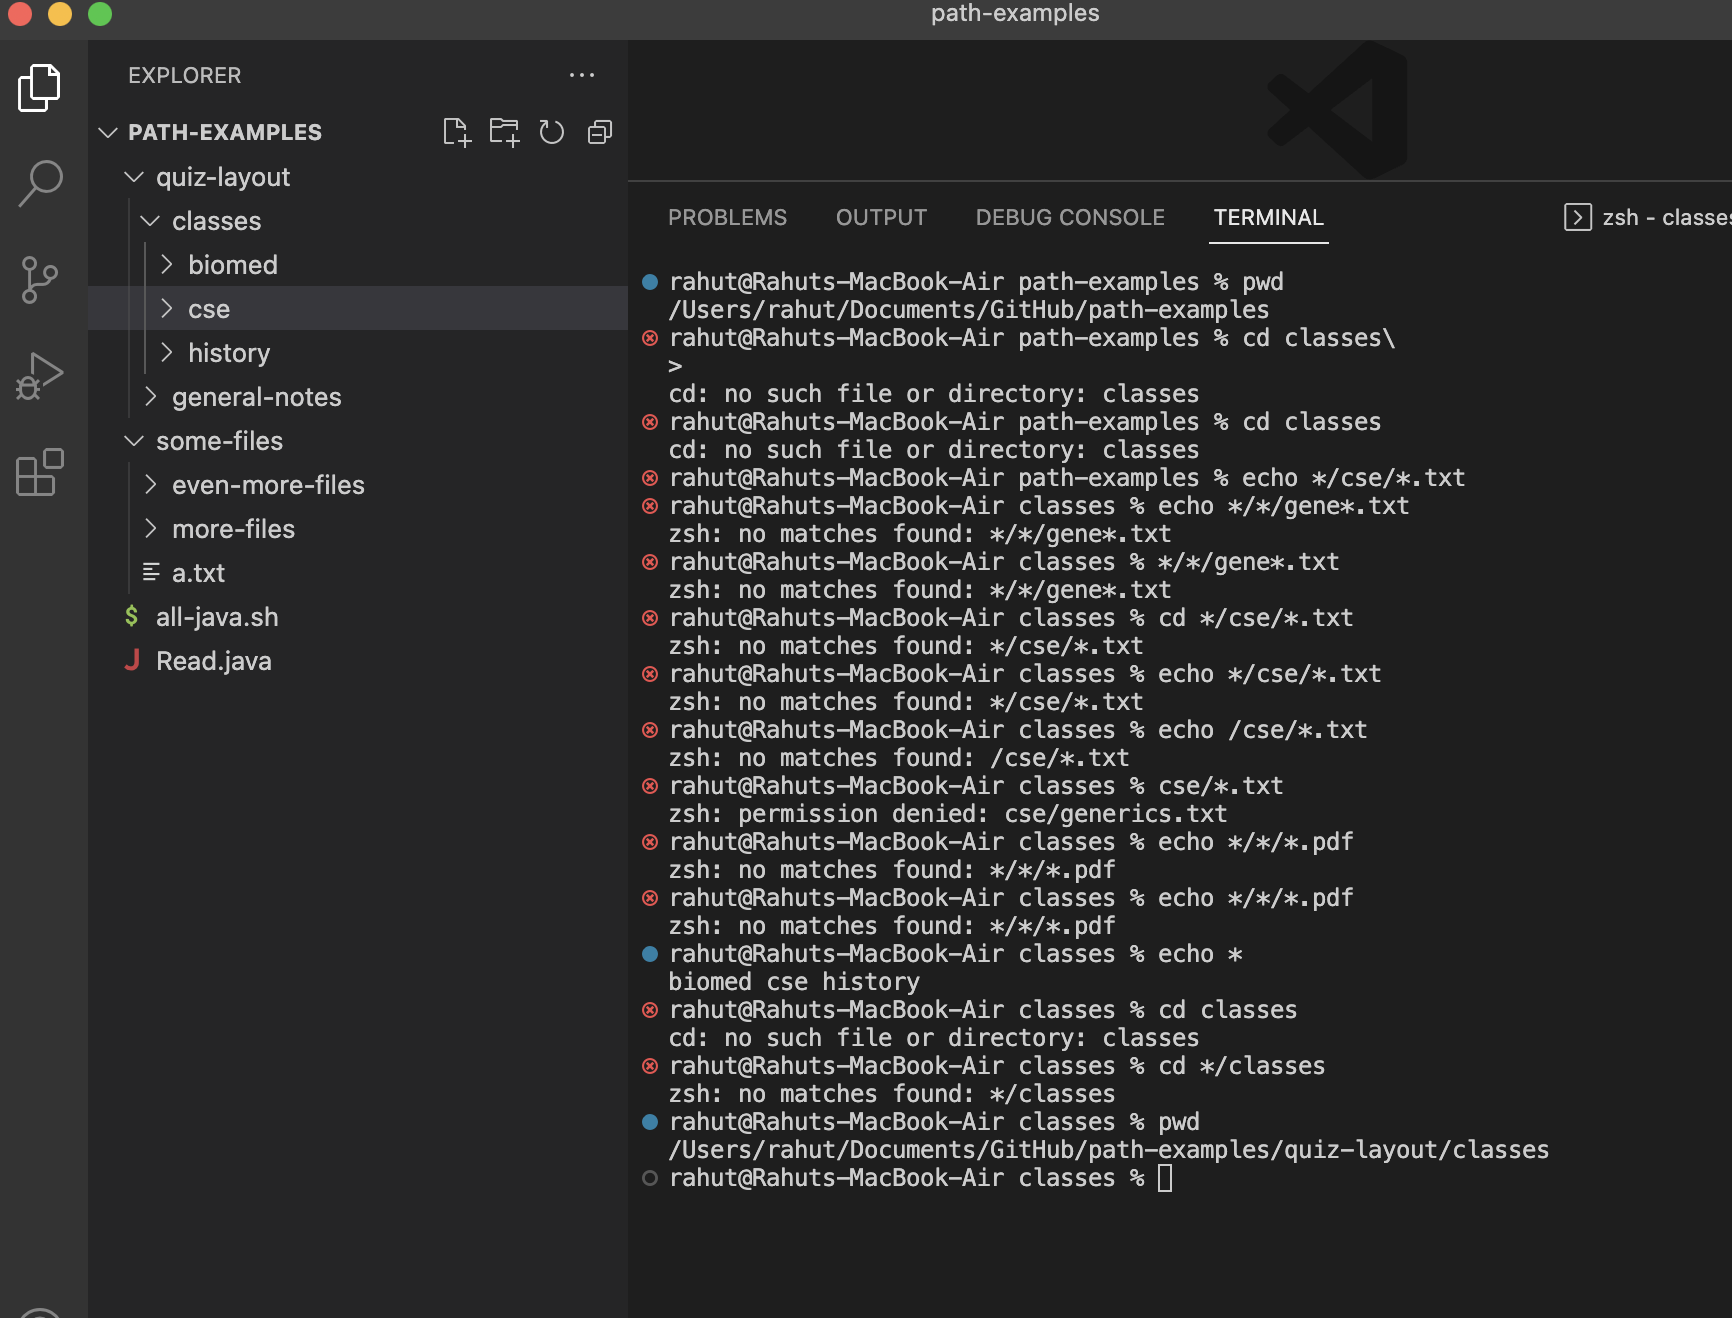 path-examples
EXPLORER
PATH-EXAMPLES
quiz-layout
classes
biomed
cse
history
general-notes
some-files
even-more-files
more-files
a.txt
$ all-java.sh
J Read.java
PROBLEMS OUTPUT DEBUG CONSOLE TERMINAL zsh - classes
rahut@Rahuts-MacBook-Air path-examples % pwd
/Users/rahut/Documents/GitHub/path-examples
rahut@Rahuts-MacBook-Air path-examples % cd classes\
>
cd: no such file or directory: classes
rahut@Rahuts-MacBook-Air path-examples % cd classes
cd: no such file or directory: classes
rahut@Rahuts-MacBook-Air path-examples % echo */cse/*.txt
rahut@Rahuts-MacBook-Air classes % echo */*/gene*.txt
zsh: no matches found: */*/gene*.txt
rahut@Rahuts-MacBook-Air classes % */*/gene*.txt
zsh: no matches found: */*/gene*.txt
rahut@Rahuts-MacBook-Air classes % cd */cse/*.txt
zsh: no matches found: */cse/*.txt
rahut@Rahuts-MacBook-Air classes % echo */cse/*.txt
zsh: no matches found: */cse/*.txt
rahut@Rahuts-MacBook-Air classes % echo /cse/*.txt
zsh: no matches found: /cse/*.txt
rahut@Rahuts-MacBook-Air classes % cse/*.txt
zsh: permission denied: cse/generics.txt
rahut@Rahuts-MacBook-Air classes % echo */*/*.pdf
zsh: no matches found: */*/*.pdf
rahut@Rahuts-MacBook-Air classes % echo */*/*.pdf
zsh: no matches found: */*/*.pdf
rahut@Rahuts-MacBook-Air classes % echo *
biomed cse history
rahut@Rahuts-MacBook-Air classes % cd classes
cd: no such file or directory: classes
rahut@Rahuts-MacBook-Air classes % cd */classes
zsh: no matches found: */classes
rahut@Rahuts-MacBook-Air classes % pwd
/Users/rahut/Documents/GitHub/path-examples/quiz-layout/classes
rahut@Rahuts-MacBook-Air classes %